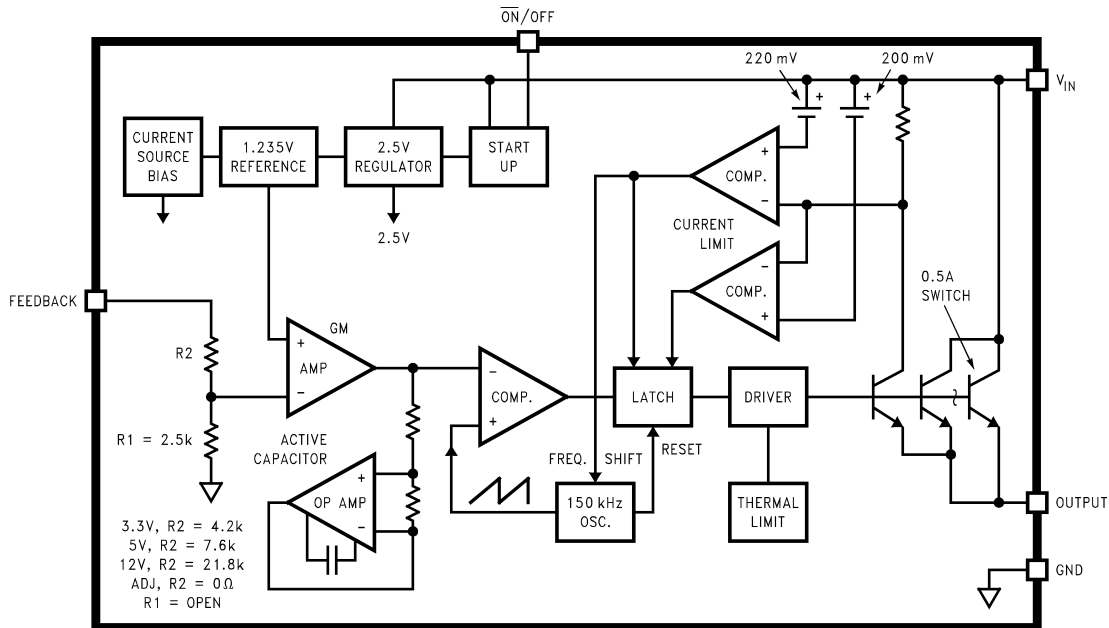 ON/OFF
220 mV
200 mV
VIN
+
+
CURRENT
SOURCE
BIAS
1.235V
REFERENCE
2.5V
REGULATOR
START
UP
+
COMP.
−
2.5V
CURRENT
LIMIT
−
COMP.
+
0.5A
SWITCH
FEEDBACK
GM
+
AMP
−
R2
−
COMP.
+
LATCH
DRIVER
R1 = 2.5k
ACTIVE
CAPACITOR
FREQ. SHIFT
RESET
+
OP AMP
−
150 kHz
OSC.
THERMAL
LIMIT
OUTPUT
3.3V, R2 = 4.2k
5V, R2 = 7.6k
12V, R2 = 21.8k
ADJ, R2 = 0Ω
R1 = OPEN
GND